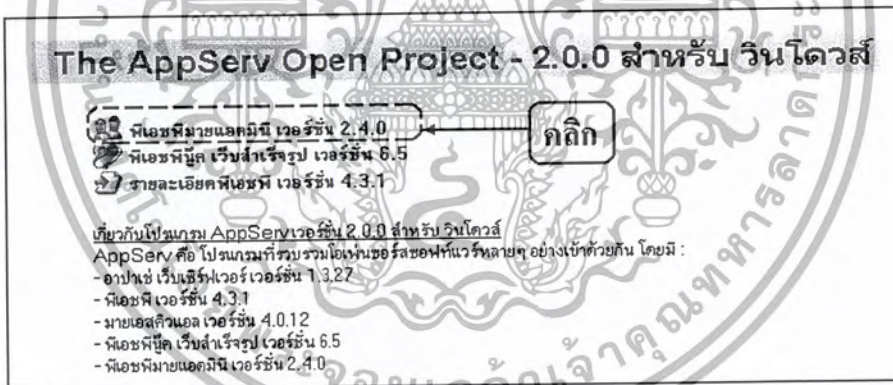 The AppServ Open Project - 2.0.0 สำหรับ วินโดวส์
พีเอชพีมายแอดมินี เวอร์ชั่น 2.4.0
คลิก
พีเอชพีนุ๊ค เว็บสำเร็จรูป เวอร์ชั่น 6.5
รายละเอียดพีเอชพี เวอร์ชั่น 4.3.1
เกี่ยวกับโปรแกรม AppServ เวอร์ชั่น 2.0.0 สำหรับ วินโดวส์
AppServ คือ โปรแกรมที่รวบรวมโอเพ่นซอร์สซอฟท์แวร์หลายๆ อย่างเข้าด้วยกัน โดยมี :
- อาปาเช่ เว็บเซิร์ฟเวอร์ เวอร์ชั่น 1.3.27
- พีเอชพี เวอร์ชั่น 4.3.1
- มายเอสคิวแอล เวอร์ชั่น 4.0.12
- พีเอชพีนุ๊ค เว็บสำเร็จรูป เวอร์ชั่น 6.5
- พีเอชพีมายแอดมินี เวอร์ชั่น 2.4.0